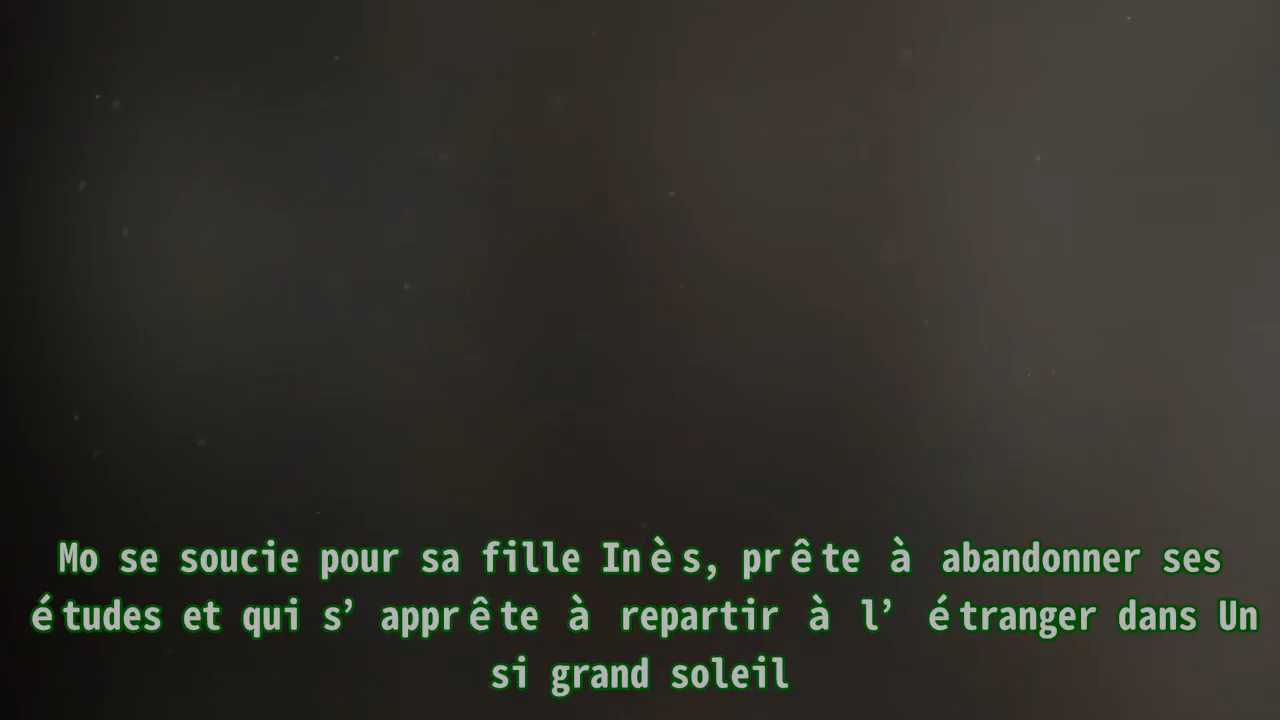 Mo se soucie pour sa fille Inès, prête à abandonner ses
études et qui s’ apprête à repartir à l’ étranger dans Un
si grand soleil